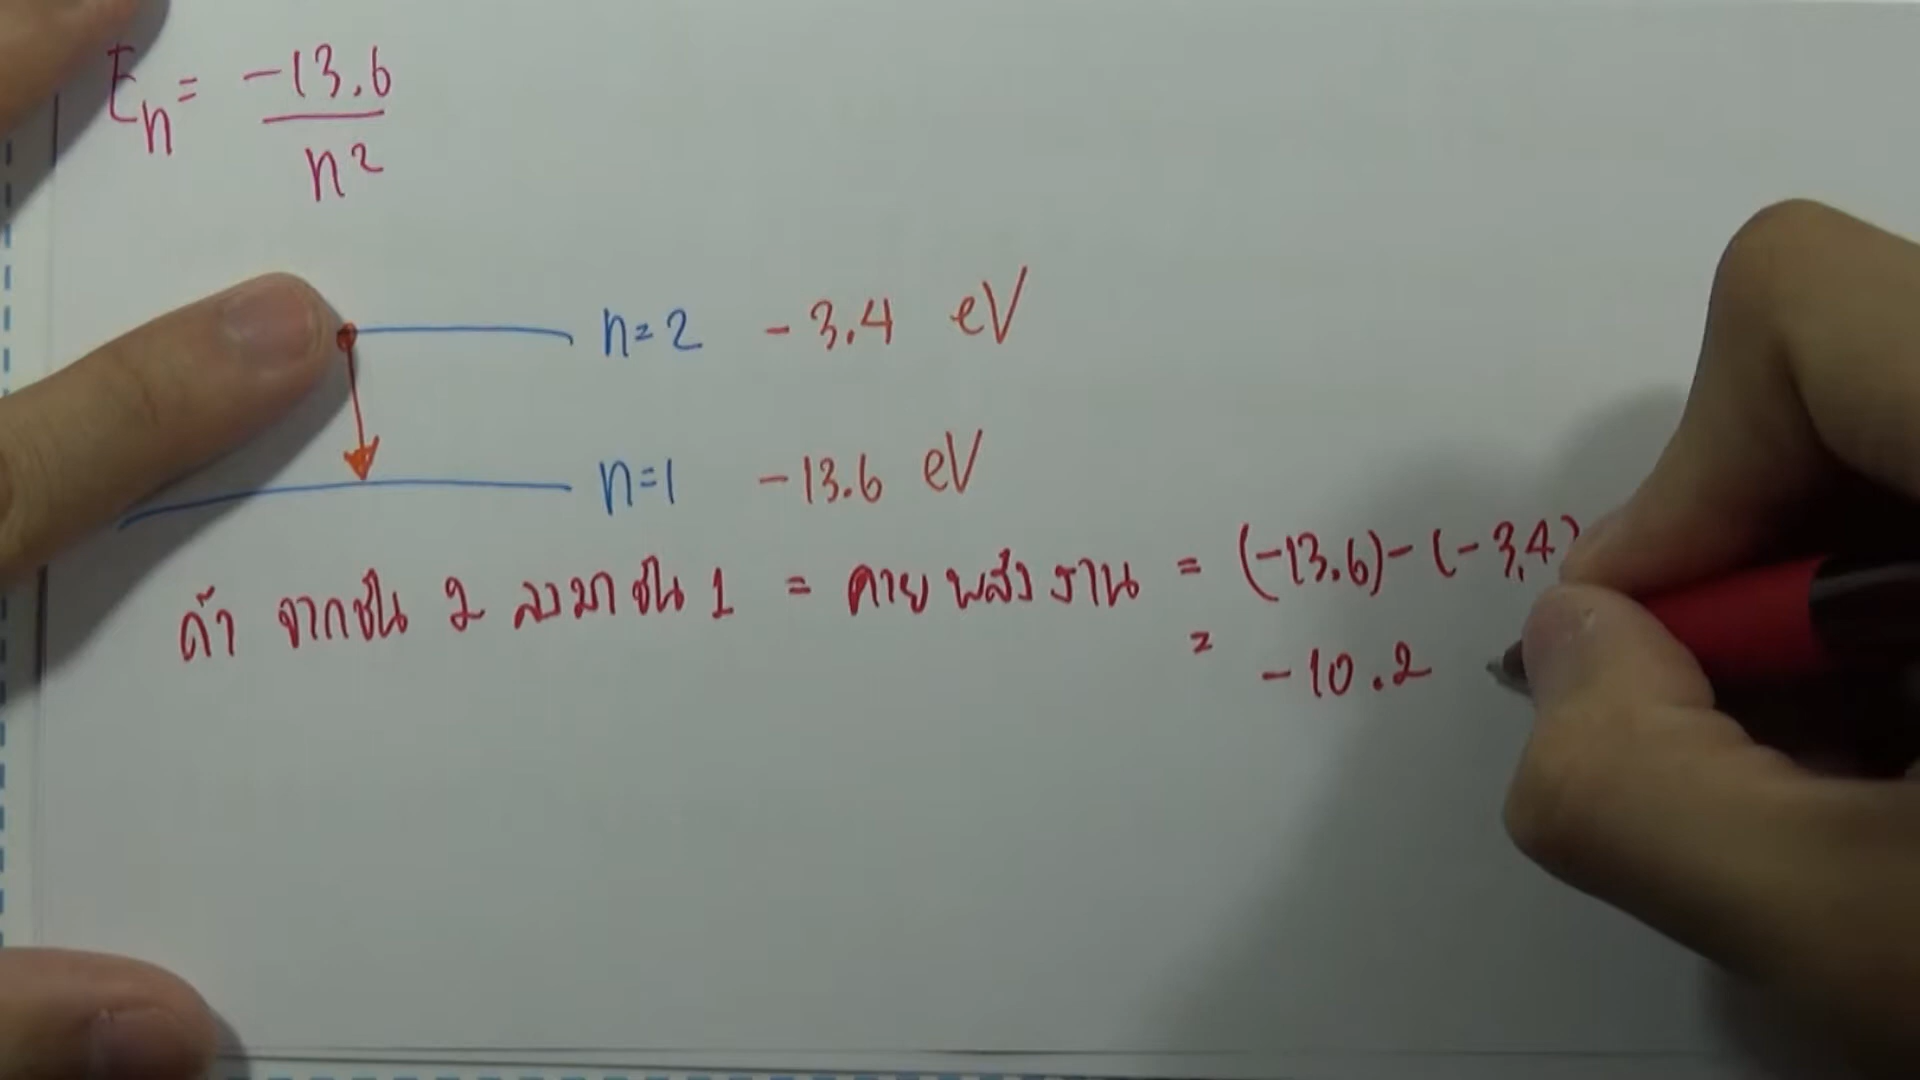 En = -13.6 / n²
n=2 -3.4 eV
n=1 -13.6 eV
ถ้า จากชั้น 2 ลงมาชั้น 1 = คายพลังงาน = (-13.6)-(-3.4)
= -10.2